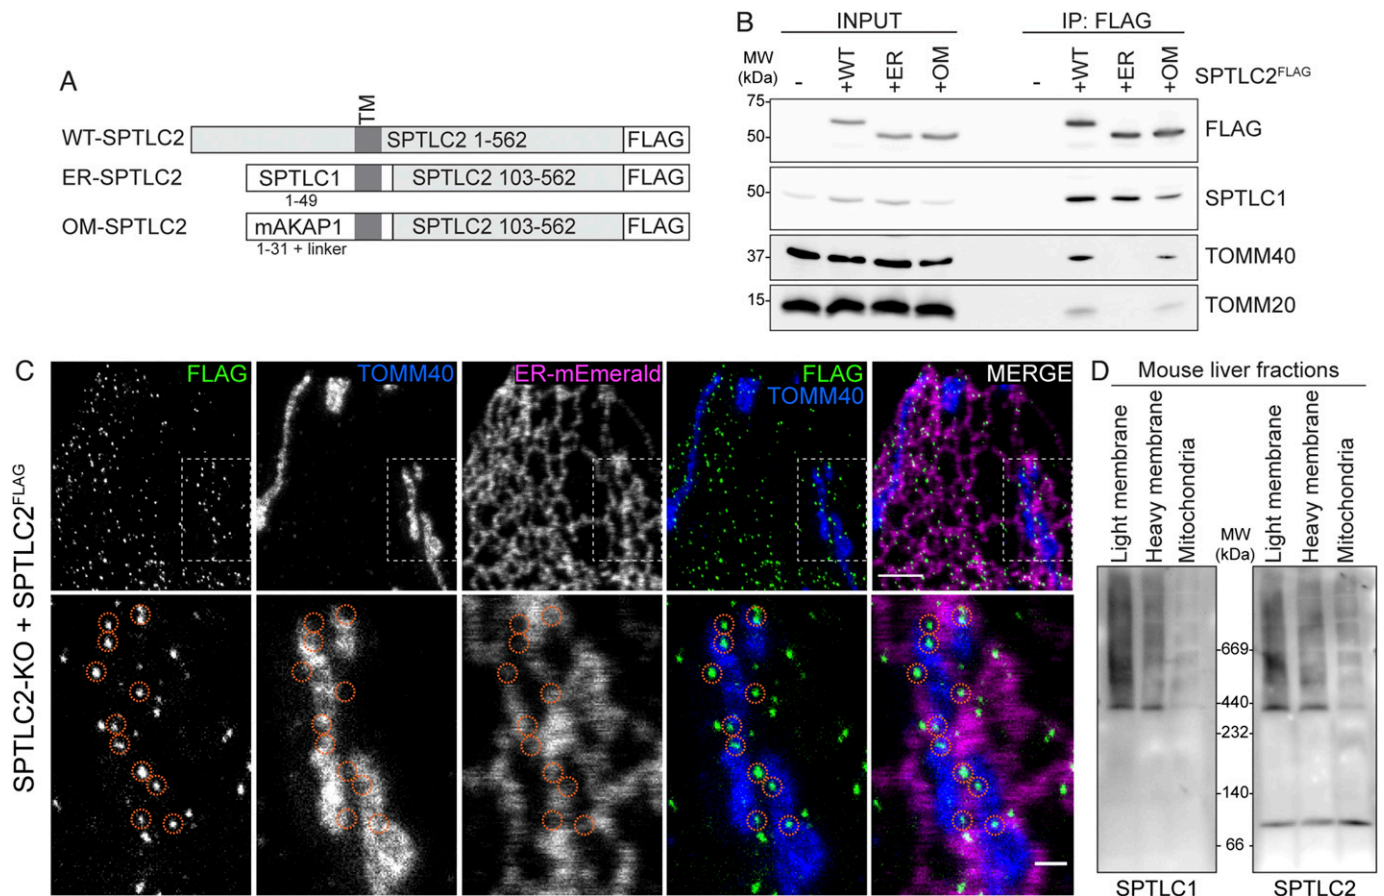 A
TM
WT-SPTLC2
SPTLC2 1-562
FLAG
ER-SPTLC2
SPTLC1
SPTLC2 103-562
FLAG
1-49
OM-SPTLC2
mAKAP1
SPTLC2 103-562
FLAG
1-31 + linker
B
INPUT
IP: FLAG
MW
(kDa)
-
+WT
+ER
+OM
-
+WT
+ER
+OM
SPTLC2FLAG
75-
50-
FLAG
50-
SPTLC1
37-
TOMM40
15-
TOMM20
C
SPTLC2-KO + SPTLC2FLAG
FLAG
TOMM40
ER-mEmerald
FLAG
TOMM40
MERGE
D
Mouse liver fractions
Light membrane
Heavy membrane
Mitochondria
MW
(kDa)
Light membrane
Heavy membrane
Mitochondria
-669-
-440-
-232-
-140-
- 66 -
SPTLC1
SPTLC2